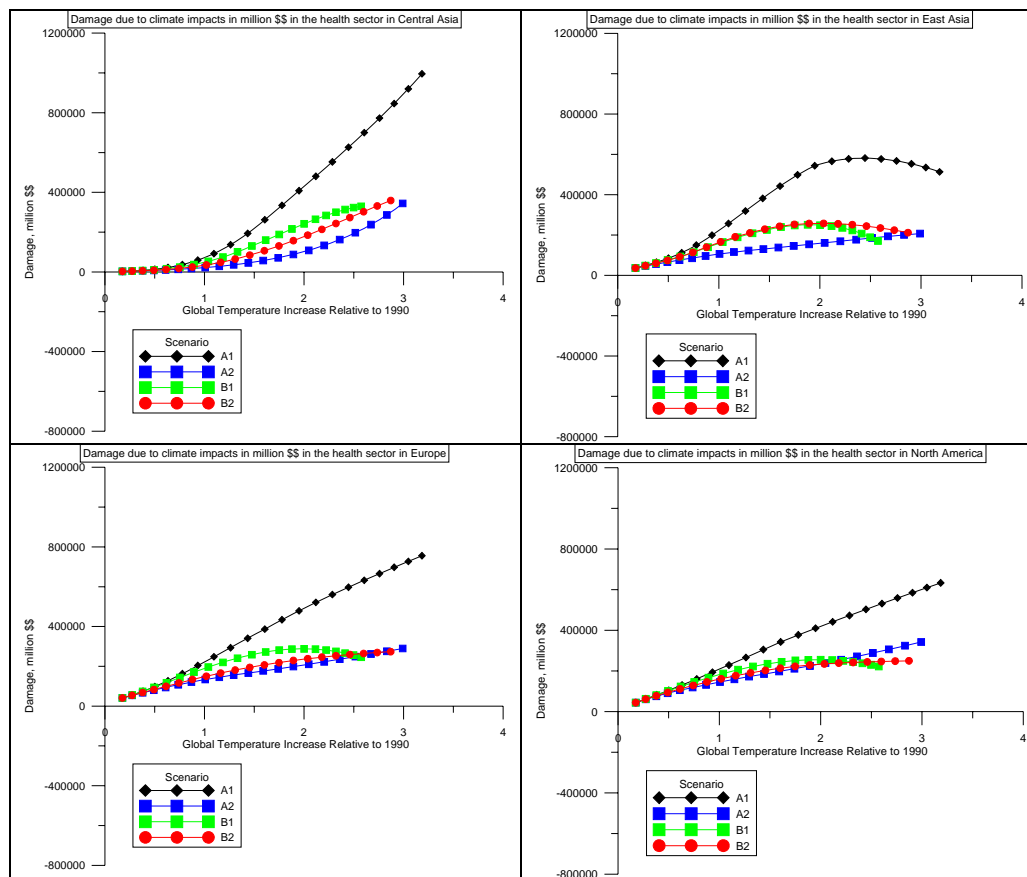 Damage due to climate impacts in million $$ in the health sector in Central Asia
1200000
800000
400000
0
-400000
-800000
Damage, million $$
0 1 2 3 4
Global Temperature Increase Relative to 1990
Scenario
A1
A2
B1
B2
Damage due to climate impacts in million $$ in the health sector in East Asia
1200000
800000
400000
0
-400000
-800000
Damage, million $$
0 1 2 3 4
Global Temperature Increase Relative to 1990
Scenario
A1
A2
B1
B2
Damage due to climate impacts in million $$ in the health sector in Europe
1200000
800000
400000
0
-400000
-800000
Damage, million $$
0 1 2 3 4
Global Temperature Increase Relative to 1990
Scenario
A1
A2
B1
B2
Damage due to climate impacts in million $$ in the health sector in North America
1200000
800000
400000
0
-400000
-800000
Damage, million $$
0 1 2 3 4
Global Temperature Increase Relative to 1990
Scenario
A1
A2
B1
B2